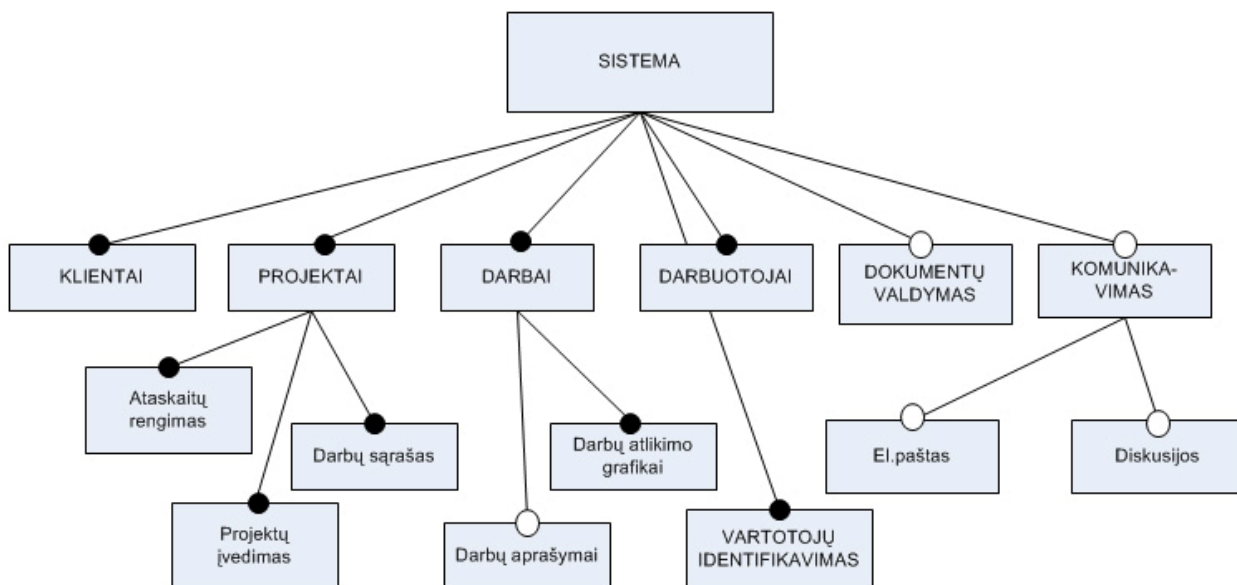 SISTEMA
KLIENTAI
PROJEKTAI
DARBAI
DARBUOTOJAI
DOKUMENTŲ
VALDYMAS
KOMUNIKA-
VIMAS
Ataskaitų
rengimas
Darbų sąrašas
Projektų
įvedimas
Darbų atlikimo
grafikai
Darbų aprašymai
VARTOTOJŲ
IDENTIFIKAVIMAS
El.paštas
Diskusijos